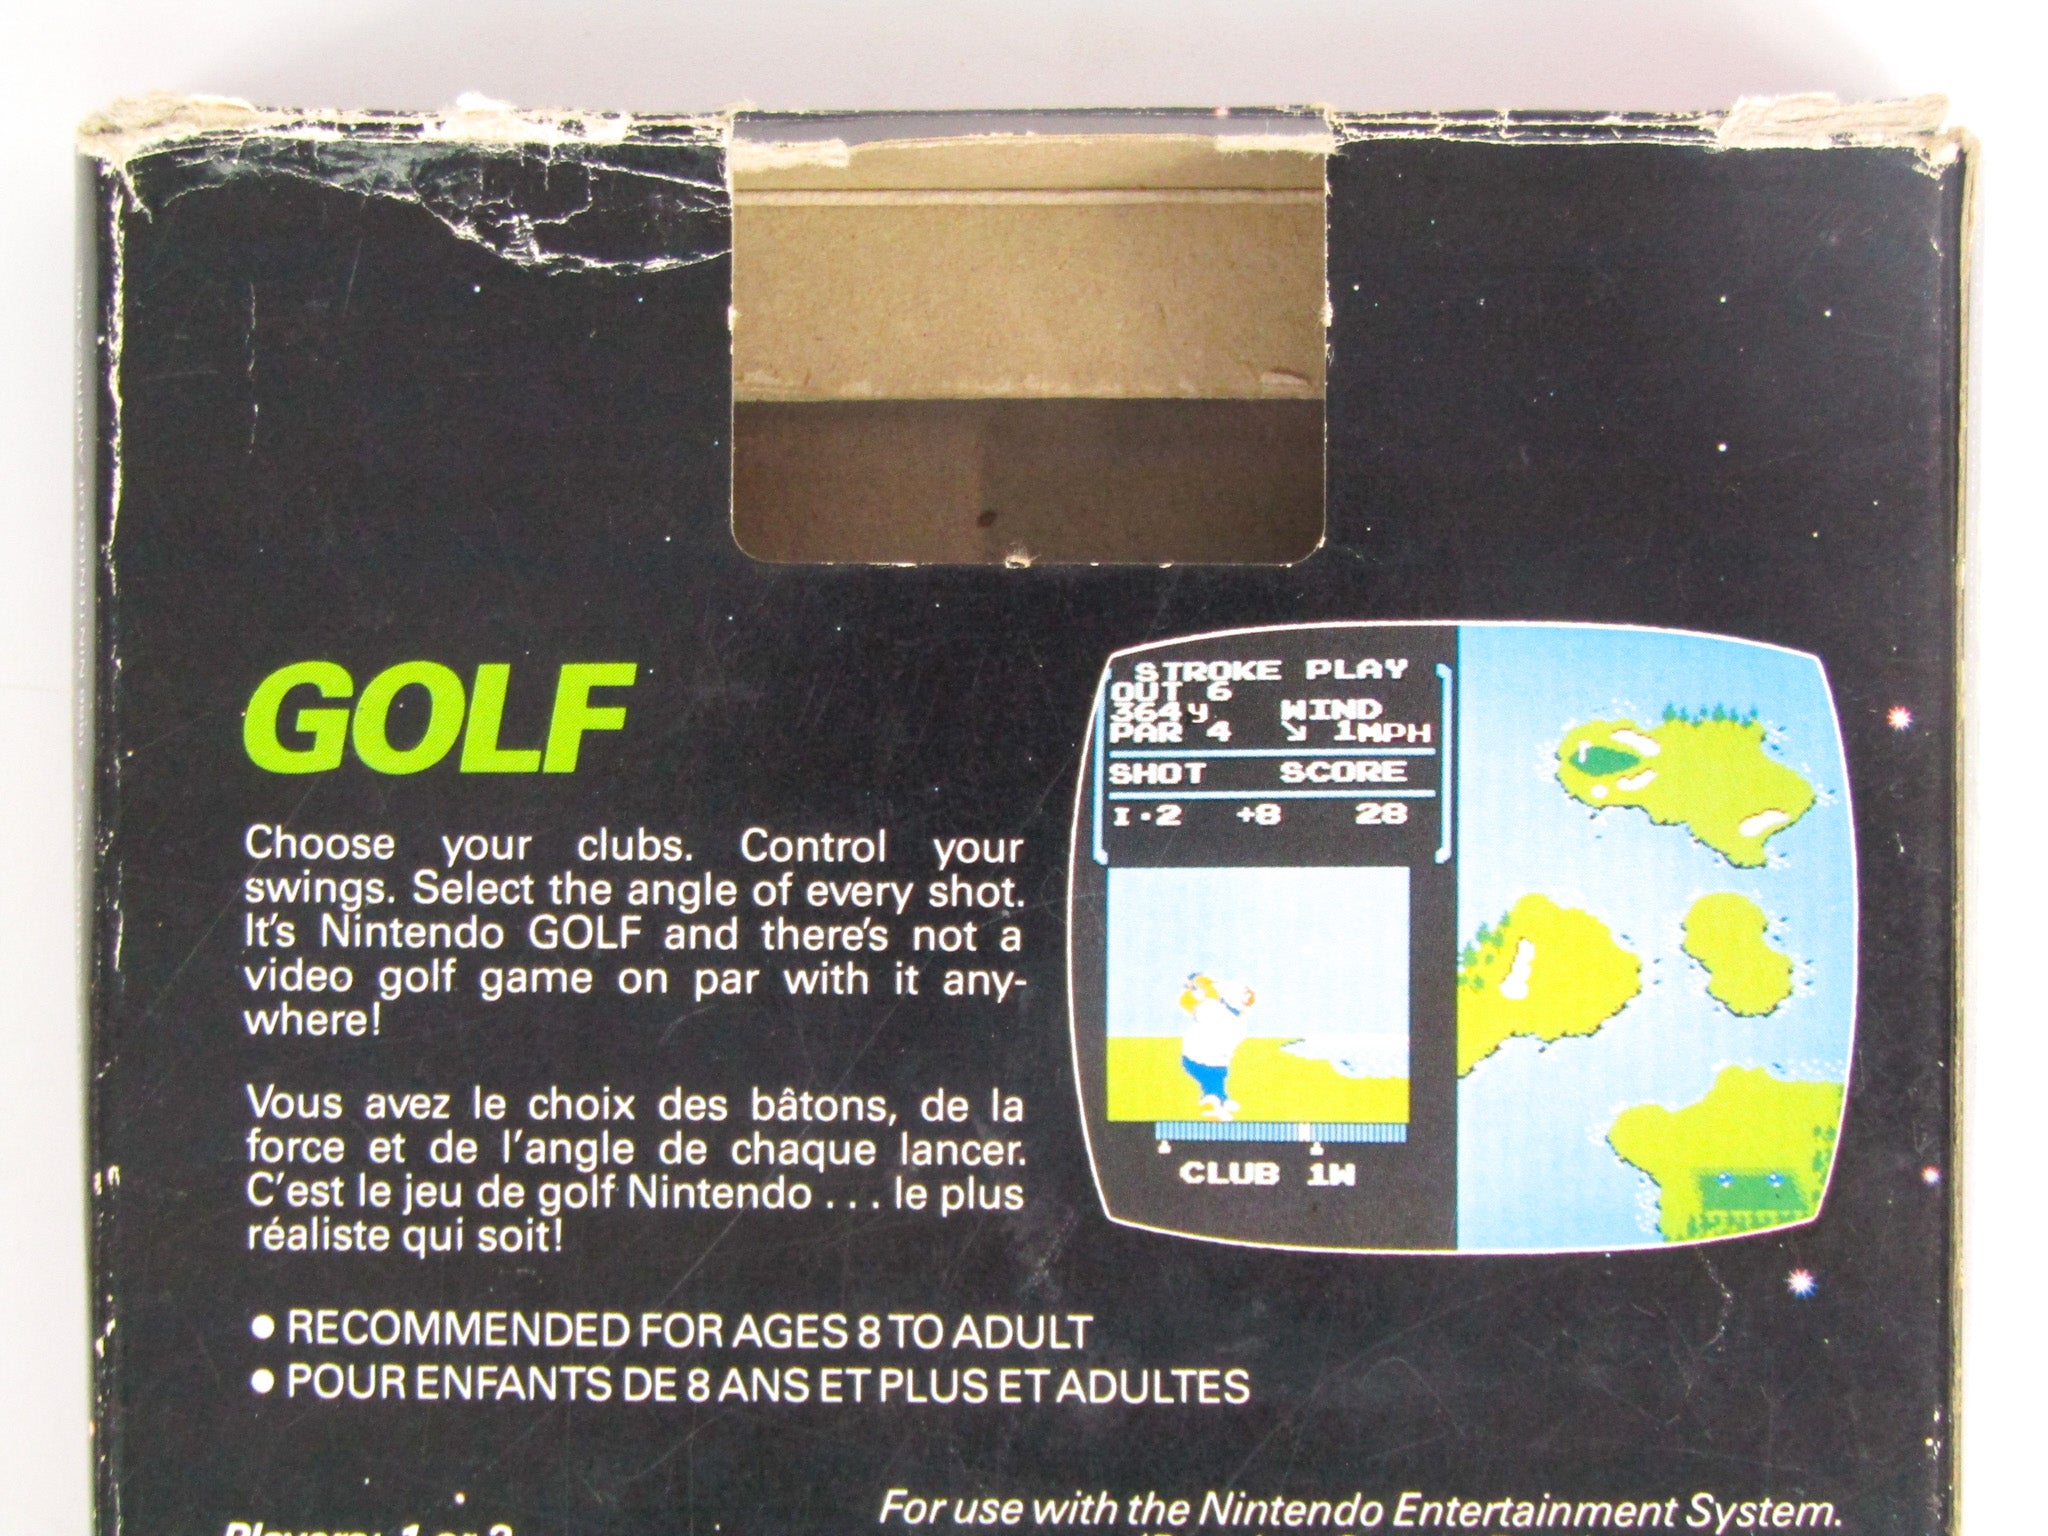 GOLF
Choose your clubs. Control your
swings. Select the angle of every shot.
It's Nintendo GOLF and there's not a
video golf game on par with it any-
where!
Vous avez le choix des bâtons, de la
force et de l'angle de chaque lancer.
C'est le jeu de golf Nintendo . . . le plus
réaliste qui soit!
STROKE PLAY
OUT 6
364y WIND
PAR 4 ↘ 1MPH
SHOT SCORE
I·2 +8 28
CLUB 1W
● RECOMMENDED FOR AGES 8 TO ADULT
● POUR ENFANTS DE 8 ANS ET PLUS ET ADULTES
For use with the Nintendo Entertainment System.
Players: 1 or 2